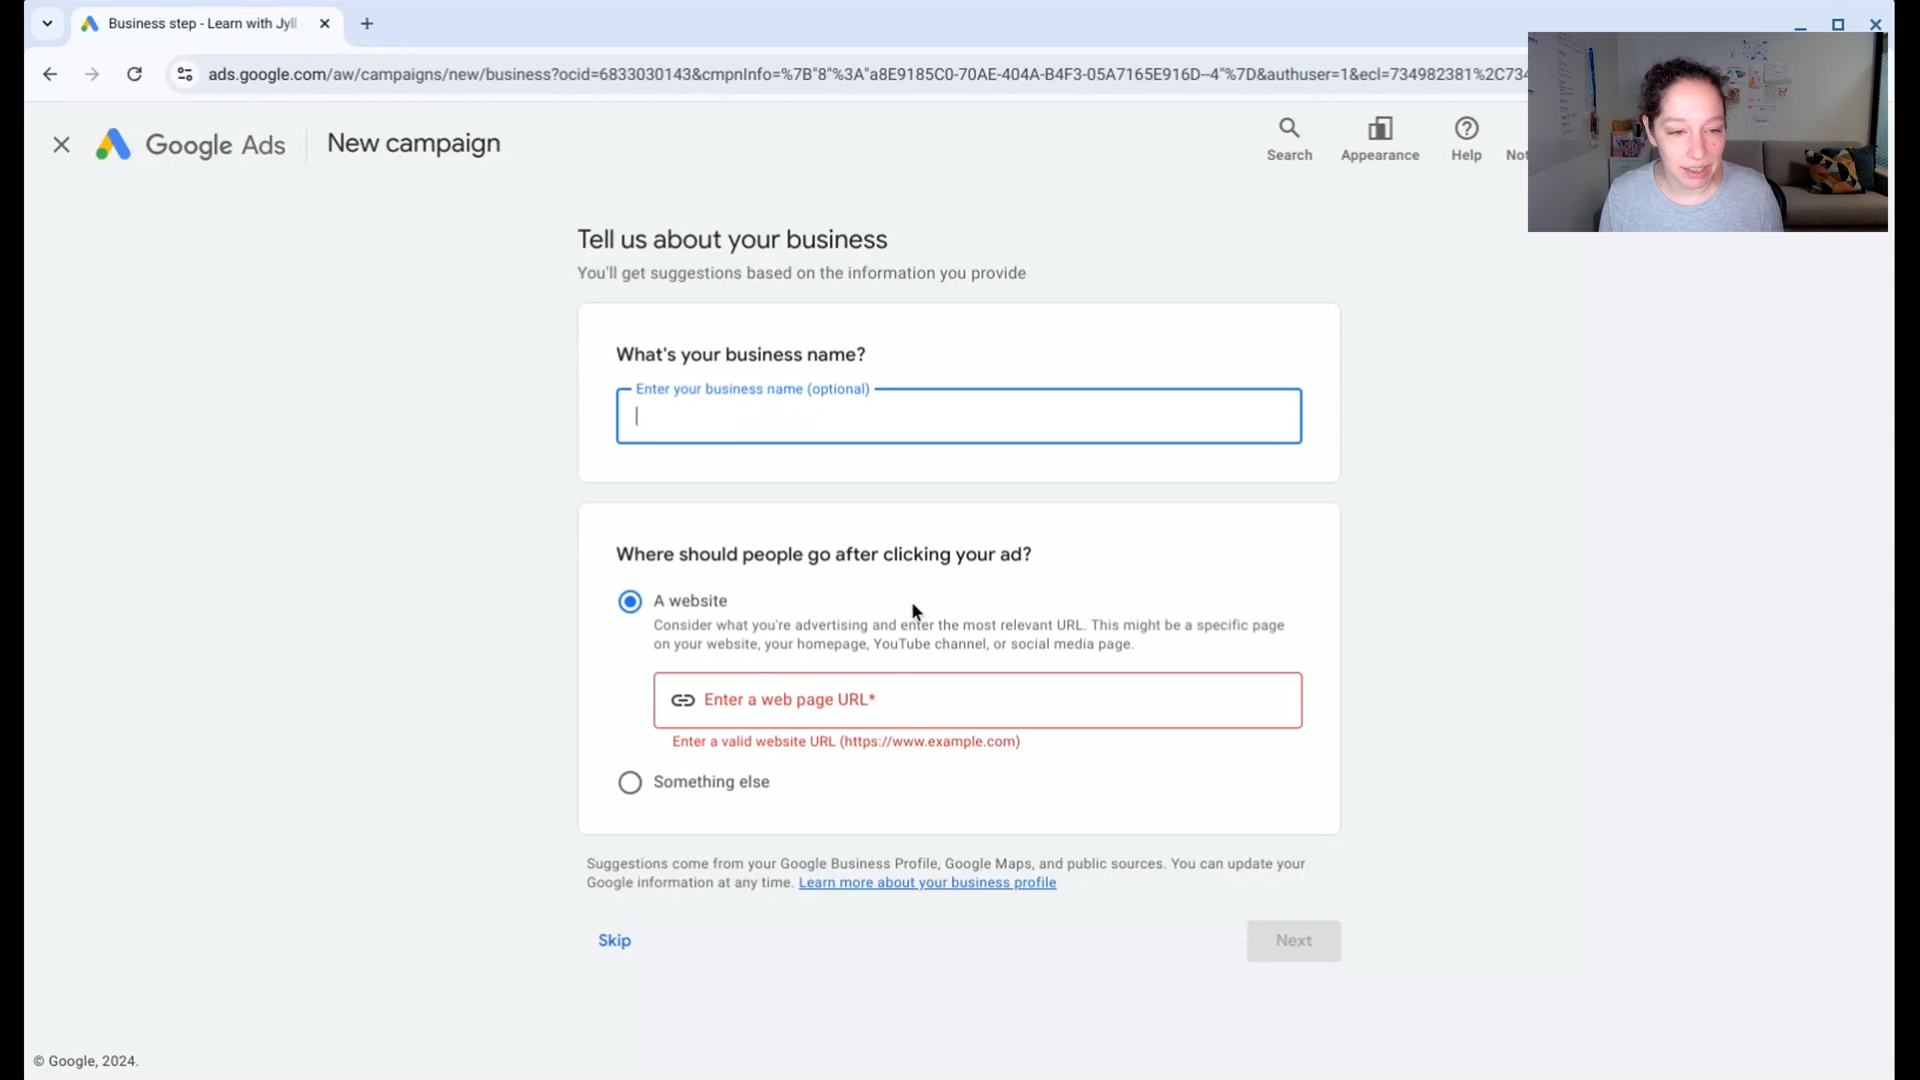 Business step - Learn with Jyll
ads.google.com/aw/campaigns/new/business?ocid=6833030143&cmpnInfo=%7B"8"%3A"a8E9185C0-70AE-404A-B4F3-05A7165E916D--4"%7D&authuser=1&ecl=734982381%2C734
Google Ads
New campaign
Search
Appearance
Help
Not
Tell us about your business
You'll get suggestions based on the information you provide
What's your business name?
Enter your business name (optional)
Where should people go after clicking your ad?
A website
Consider what you're advertising and enter the most relevant URL. This might be a specific page
on your website, your homepage, YouTube channel, or social media page.
Enter a web page URL*
Enter a valid website URL (https://www.example.com)
Something else
Suggestions come from your Google Business Profile, Google Maps, and public sources. You can update your
Google information at any time. Learn more about your business profile
Skip
Next
© Google, 2024.